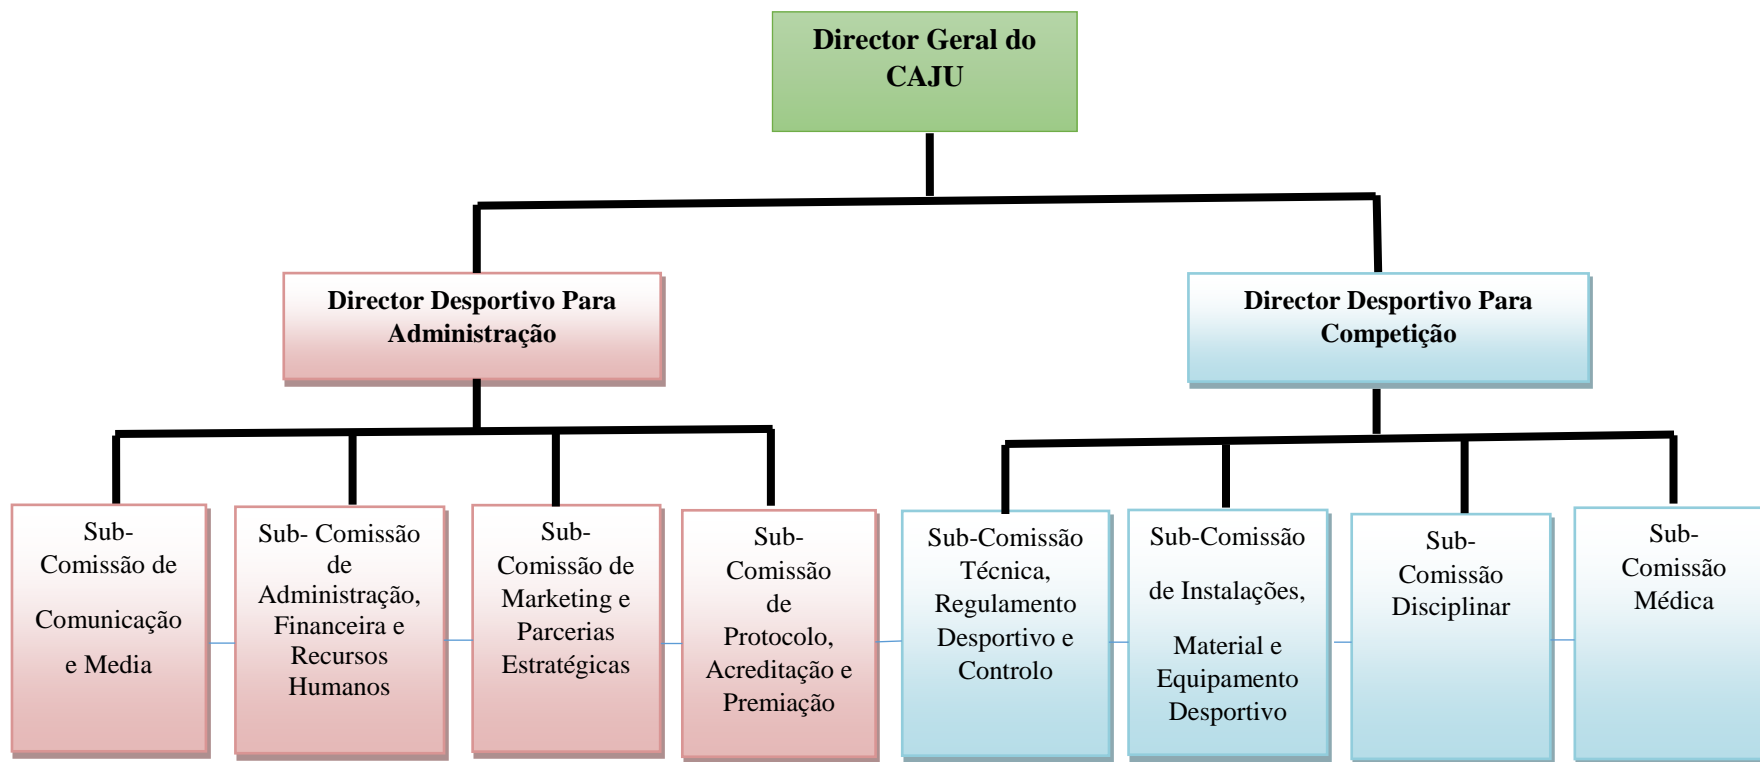 Director Geral do
CAJU
Director Desportivo Para
Administração
Director Desportivo Para
Competição
Sub-
Comissão de
Comunicação
e Media
Sub- Comissão
de
Administração,
Financeira e
Recursos
Humanos
Sub-
Comissão de
Marketing e
Parcerias
Estratégicas
Sub-
Comissão
de
Protocolo,
Acreditação e
Premiação
Sub-Comissão
Técnica,
Regulamento
Desportivo e
Controlo
Sub-Comissão
de Instalações,
Material e
Equipamento
Desportivo
Sub-
Comissão
Disciplinar
Sub-
Comissão
Médica